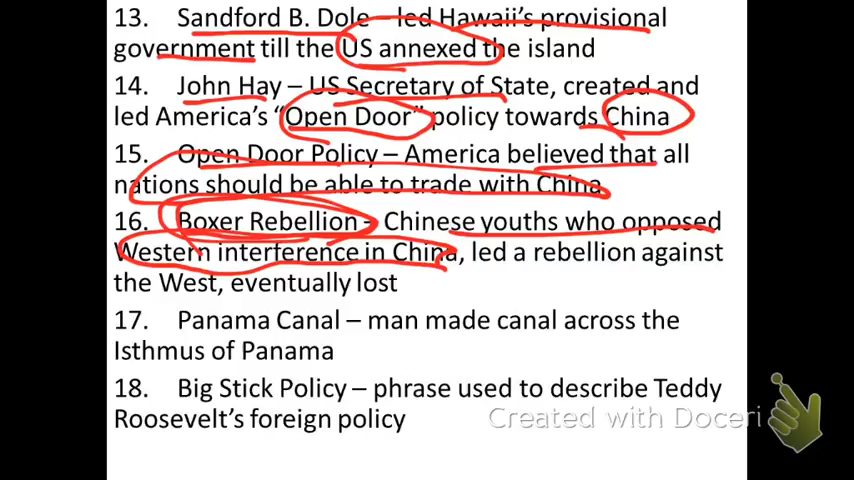 13. Sandford B. Dole – led Hawaii's provisional
government till the US annexed the island
14. John Hay – US Secretary of State, created and
led America's "Open Door" policy towards China
15. Open Door Policy – America believed that all
nations should be able to trade with China
16. Boxer Rebellion – Chinese youths who opposed
Western interference in China, led a rebellion against
the West, eventually lost
17. Panama Canal – man made canal across the
Isthmus of Panama
18. Big Stick Policy – phrase used to describe Teddy
Roosevelt's foreign policy
Created with Doceri